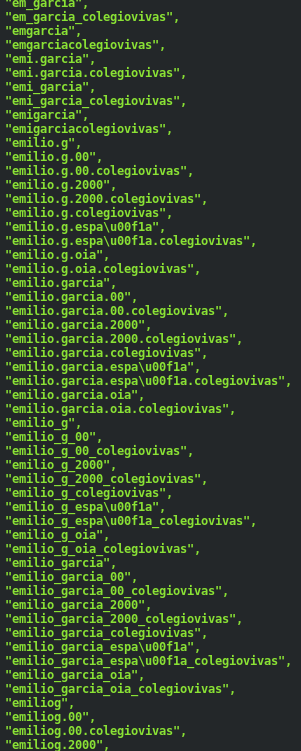 "em_garcia",
"em_garcia_colegiovivas",
"emgarcia",
"emgarciacolegiovivas",
"emi.garcia",
"emi.garcia.colegiovivas",
"emi_garcia",
"emi_garcia_colegiovivas",
"emigarcia",
"emigarciacolegiovivas",
"emilio.g",
"emilio.g.00",
"emilio.g.00.colegiovivas",
"emilio.g.2000",
"emilio.g.2000.colegiovivas",
"emilio.g.colegiovivas",
"emilio.g.espa\u00f1a",
"emilio.g.espa\u00f1a.colegiovivas",
"emilio.g.oia",
"emilio.g.oia.colegiovivas",
"emilio.garcia",
"emilio.garcia.00",
"emilio.garcia.00.colegiovivas",
"emilio.garcia.2000",
"emilio.garcia.2000.colegiovivas",
"emilio.garcia.colegiovivas",
"emilio.garcia.espa\u00f1a",
"emilio.garcia.espa\u00f1a.colegiovivas",
"emilio.garcia.oia",
"emilio.garcia.oia.colegiovivas",
"emilio_g",
"emilio_g_00",
"emilio_g_00_colegiovivas",
"emilio_g_2000",
"emilio_g_2000_colegiovivas",
"emilio_g_colegiovivas",
"emilio_g_espa\u00f1a",
"emilio_g_espa\u00f1a_colegiovivas",
"emilio_g_oia",
"emilio_g_oia_colegiovivas",
"emilio_garcia",
"emilio_garcia_00",
"emilio_garcia_00_colegiovivas",
"emilio_garcia_2000",
"emilio_garcia_2000_colegiovivas",
"emilio_garcia_colegiovivas",
"emilio_garcia_espa\u00f1a",
"emilio_garcia_espa\u00f1a_colegiovivas",
"emilio_garcia_oia",
"emilio_garcia_oia_colegiovivas",
"emiliog",
"emiliog.00",
"emiliog.00.colegiovivas",
"emiliog.2000",